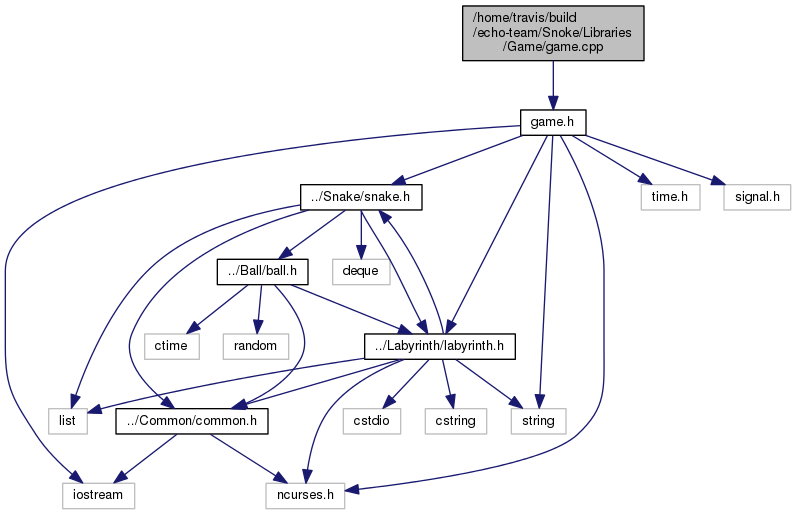 /home/travis/build
/echo-team/Snoke/Libraries
/Game/game.cpp
game.h
../Snake/snake.h
time.h
signal.h
../Ball/ball.h
deque
ctime
random
../Labyrinth/labyrinth.h
list
../Common/common.h
cstdio
cstring
string
iostream
ncurses.h